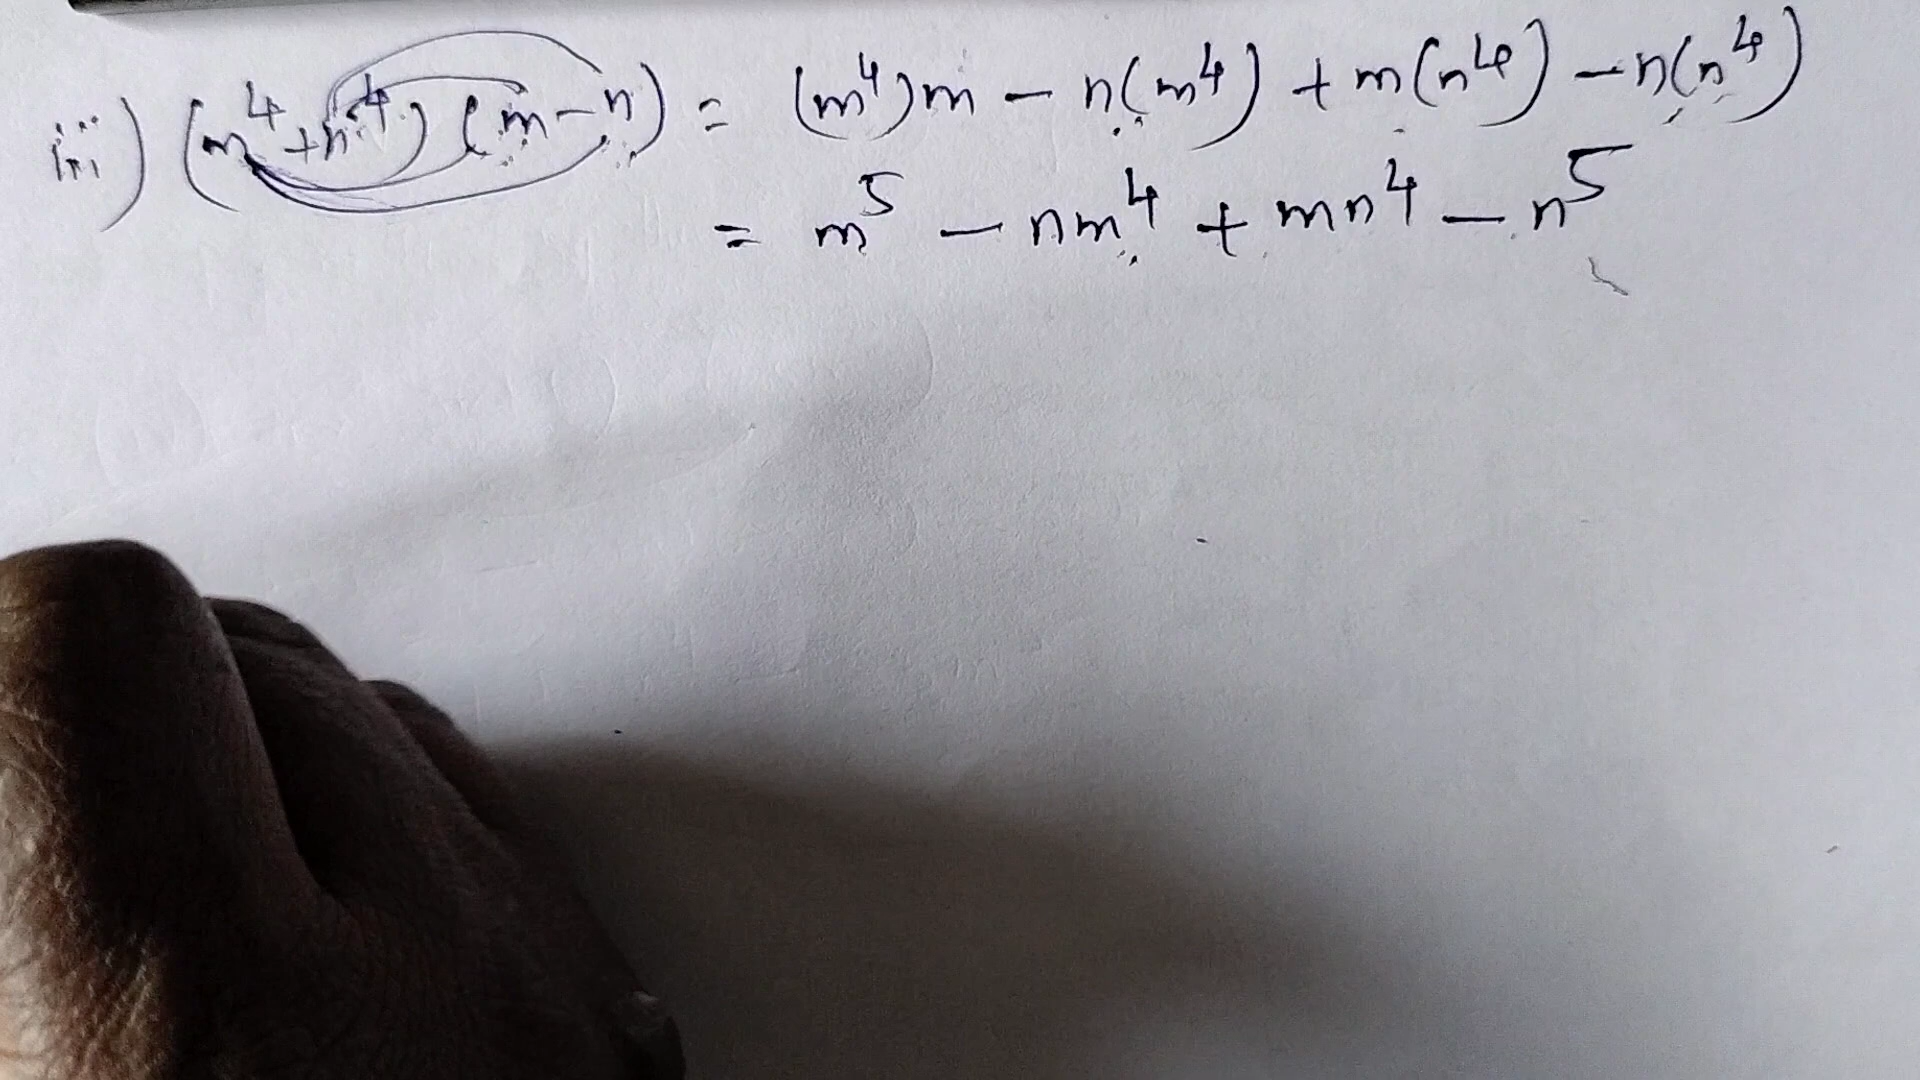 iii) (m⁴+n⁴) (m-n) = (m⁴)m - n(m⁴) + m(n⁴) - n(n⁴)
= m⁵ - nm⁴ + mn⁴ - n⁵